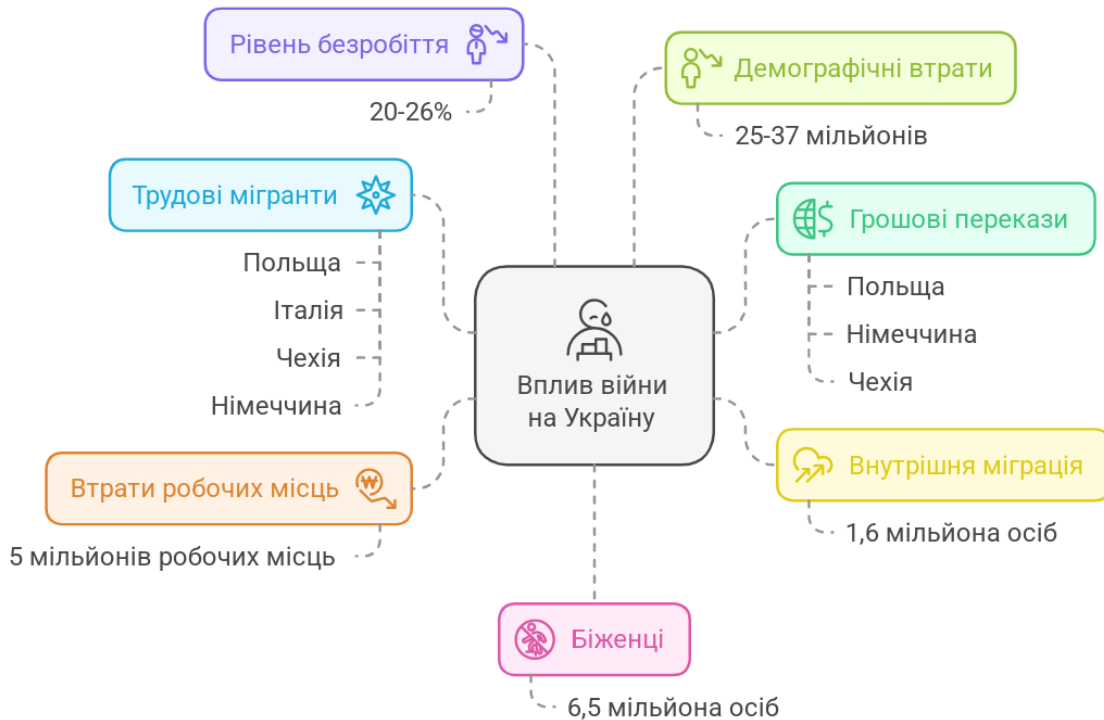 Рівень безробіття
20-26%
Демографічні втрати
25-37 мільйонів
Трудові мігранти
Польща
Італія
Чехія
Німеччина
Грошові перекази
Польща
Німеччина
Чехія
Вплив війни
на Україну
Втрати робочих місць
5 мільйонів робочих місць
Внутрішня міграція
1,6 мільйона осіб
Біженці
6,5 мільйона осіб